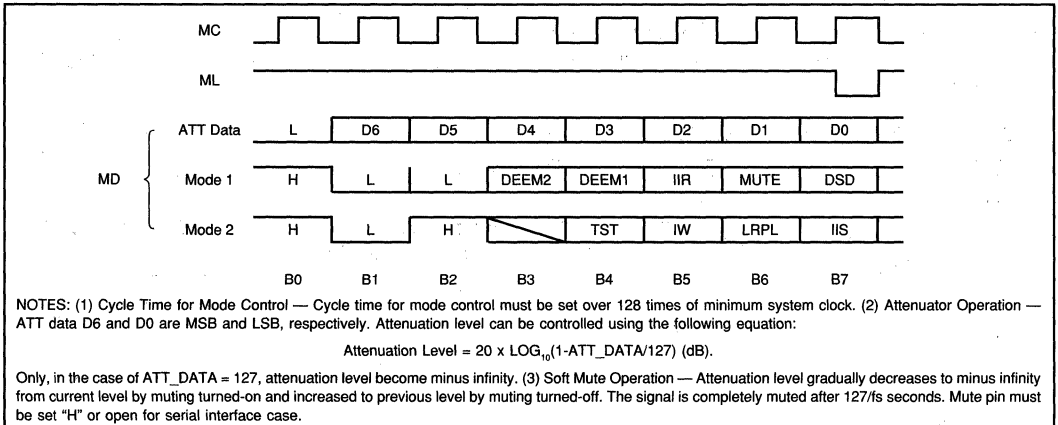 MC
ML
ATT Data L D6 D5 D4 D3 D2 D1 D0
MD
Mode 1 H L L DEEM2 DEEM1 IIR MUTE DSD
Mode 2 H L H TST IW LRPL IIS
B0 B1 B2 B3 B4 B5 B6 B7
NOTES: (1) Cycle Time for Mode Control — Cycle time for mode control must be set over 128 times of minimum system clock. (2) Attenuator Operation —
ATT data D6 and D0 are MSB and LSB, respectively. Attenuation level can be controlled using the following equation:
Attenuation Level = 20 x LOG₁₀(1-ATT_DATA/127) (dB).
Only, in the case of ATT_DATA = 127, attenuation level become minus infinity. (3) Soft Mute Operation — Attenuation level gradually decreases to minus infinity
from current level by muting turned-on and increased to previous level by muting turned-off. The signal is completely muted after 127/fs seconds. Mute pin must
be set “H” or open for serial interface case.